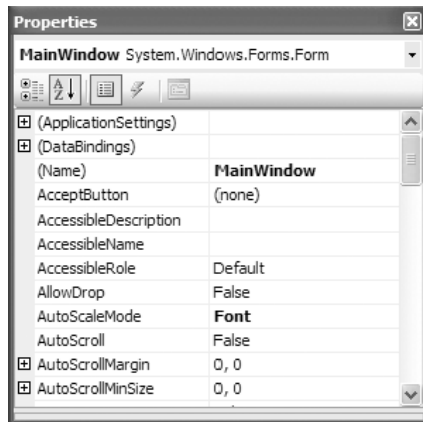 Properties
MainWindow System.Windows.Forms.Form
A
Z
(ApplicationSettings)
(DataBindings)
(Name) MainWindow
AcceptButton (none)
AccessibleDescription
AccessibleName
AccessibleRole Default
AllowDrop False
AutoScaleMode Font
AutoScroll False
AutoScrollMargin 0, 0
AutoScrollMinSize 0, 0